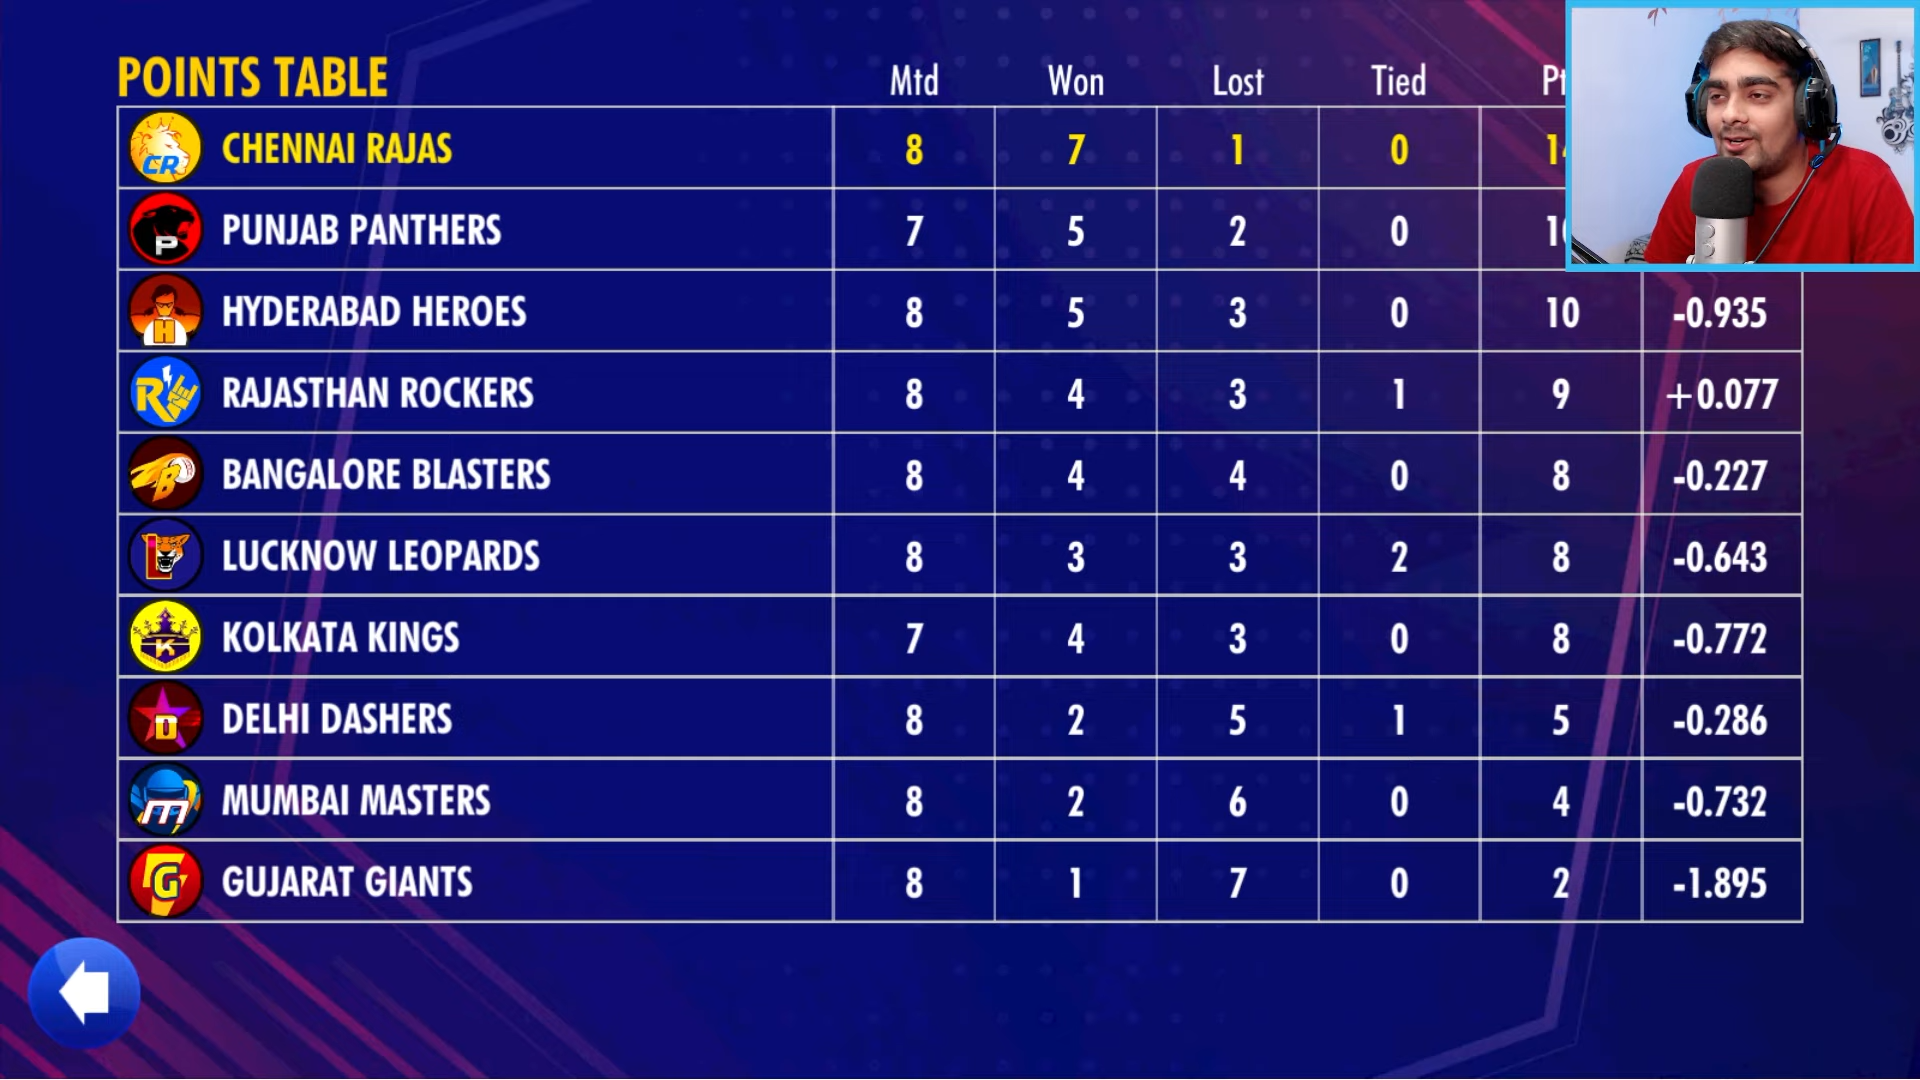 POINTS TABLE Mtd Won Lost Tied
CR CHENNAI RAJAS 8 7 1 0
P PUNJAB PANTHERS 7 5 2 0
H HYDERABAD HEROES 8 5 3 0 10 -0.935
R RAJASTHAN ROCKERS 8 4 3 1 9 +0.077
B BANGALORE BLASTERS 8 4 4 0 8 -0.227
L LUCKNOW LEOPARDS 8 3 3 2 8 -0.643
K KOLKATA KINGS 7 4 3 0 8 -0.772
D DELHI DASHERS 8 2 5 1 5 -0.286
M MUMBAI MASTERS 8 2 6 0 4 -0.732
G GUJARAT GIANTS 8 1 7 0 2 -1.895